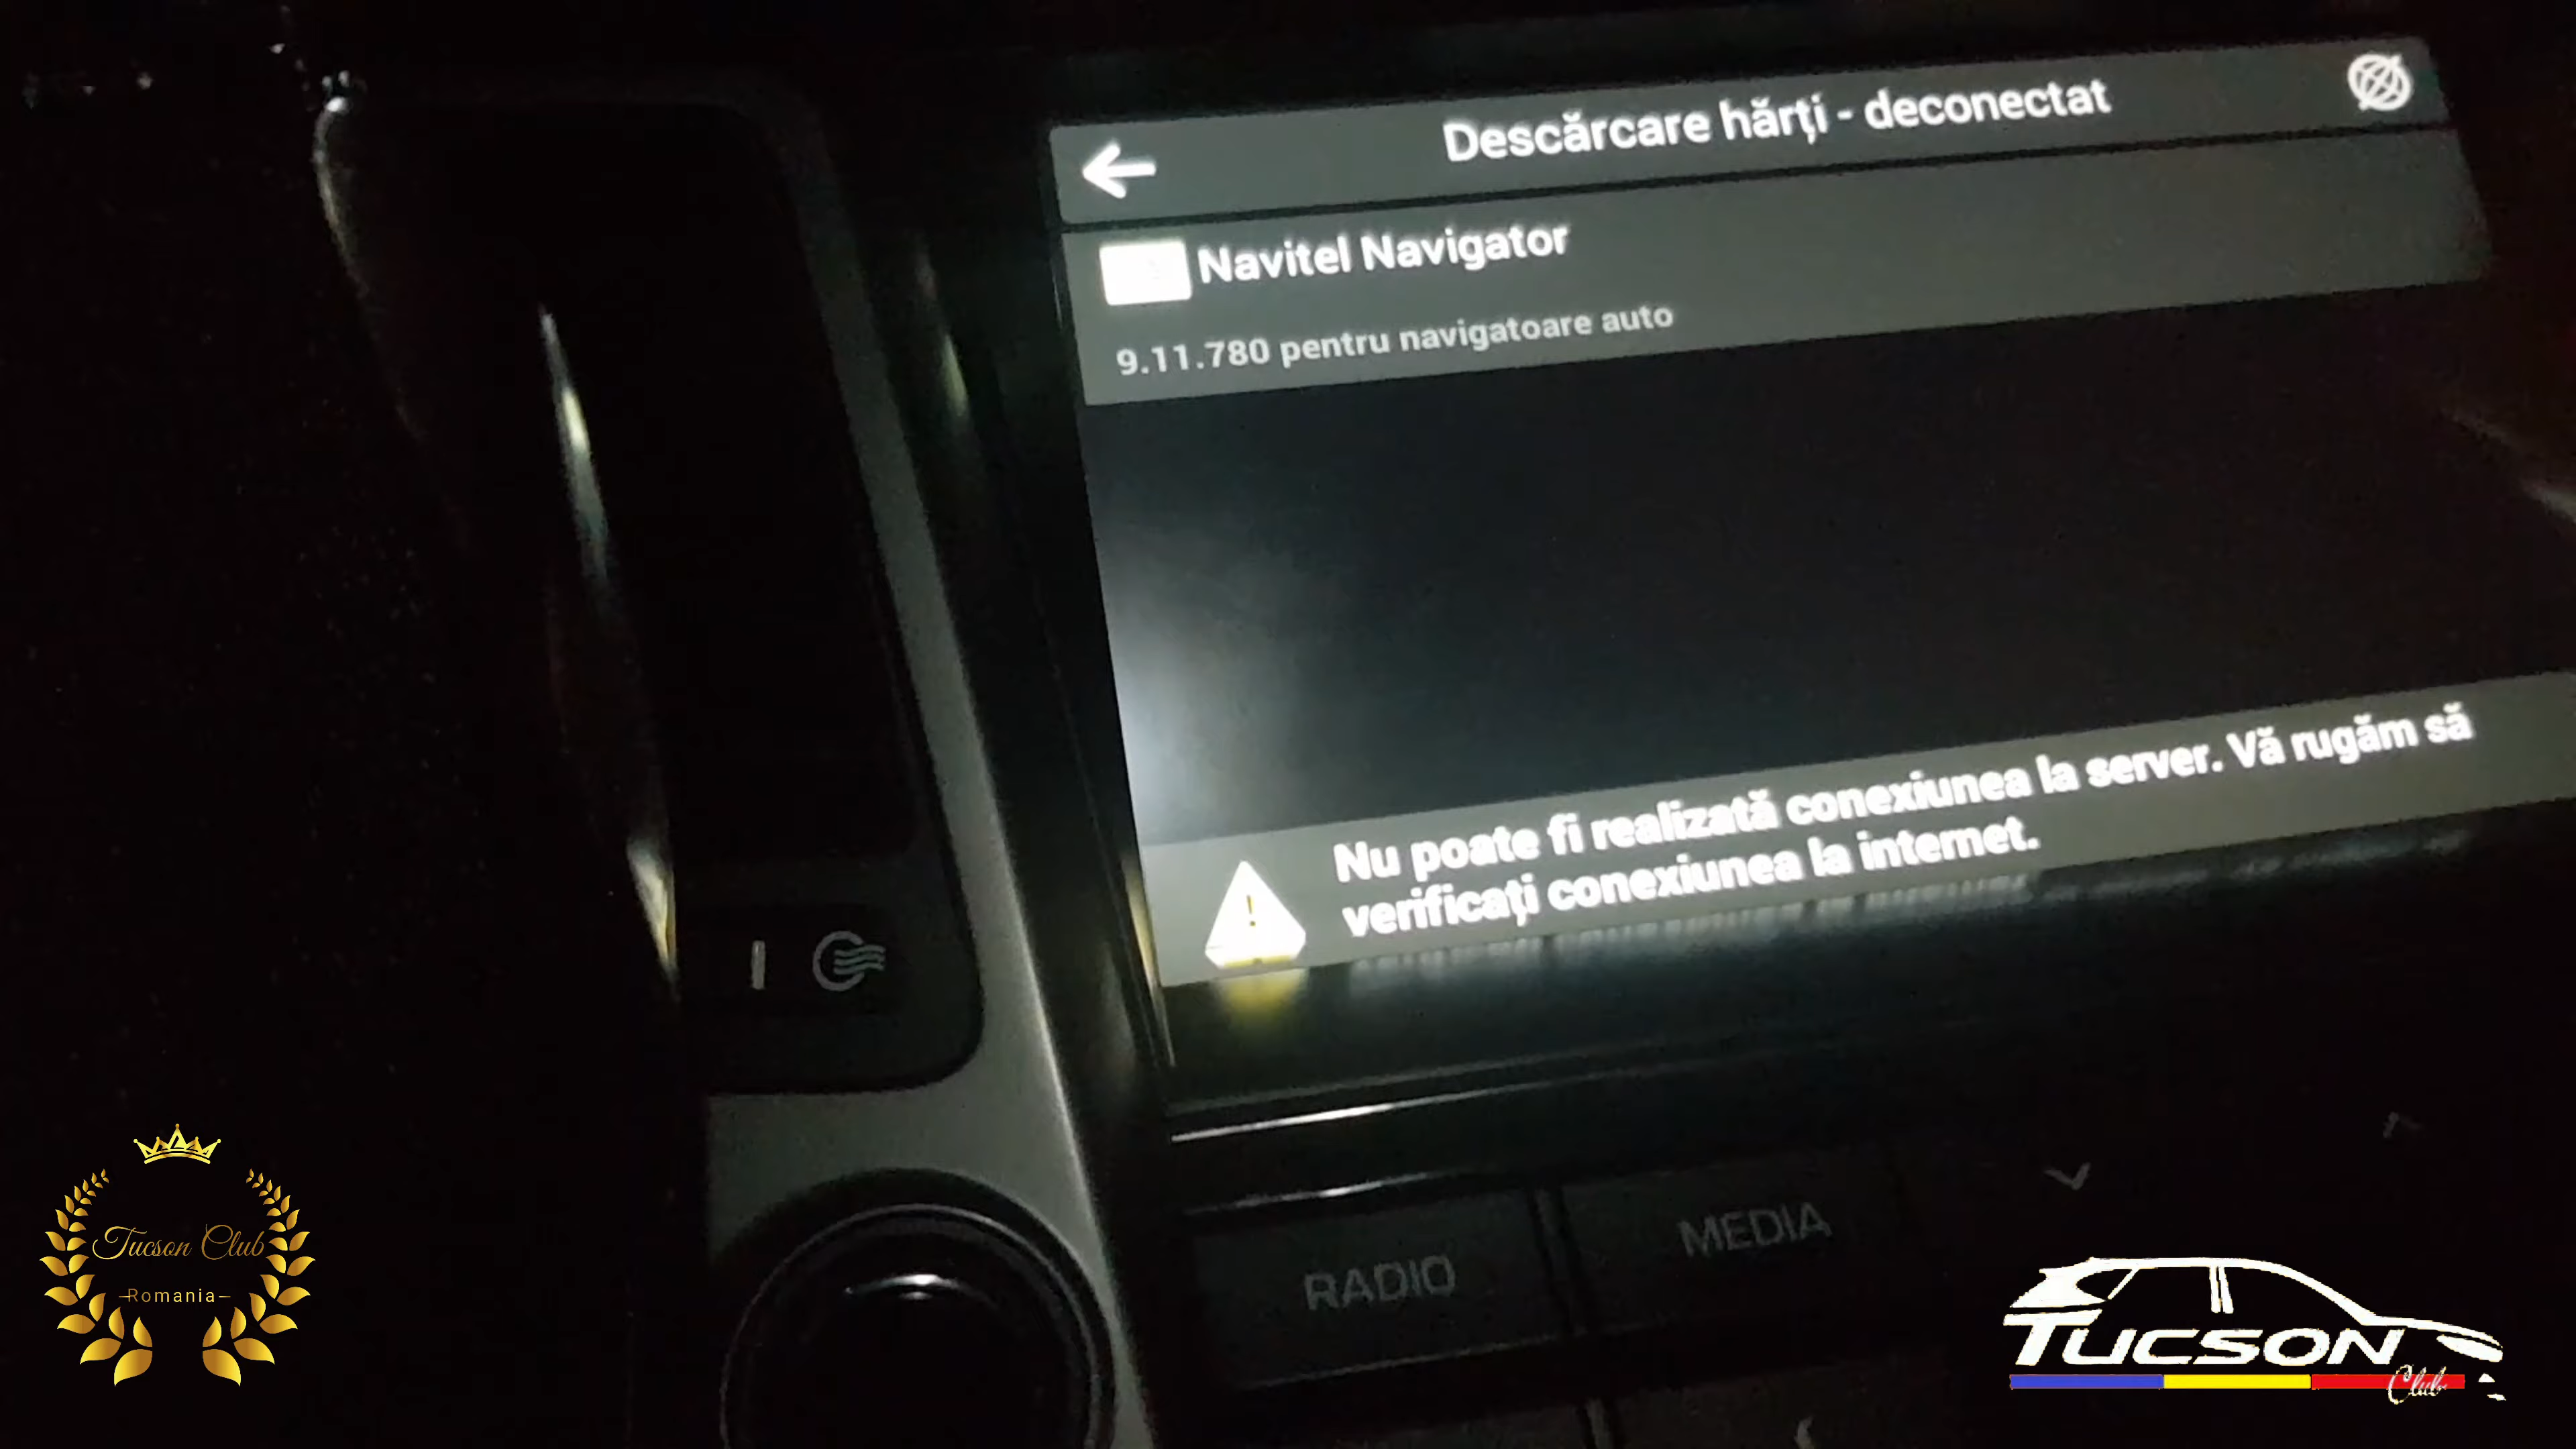 Descărcare hărți - deconectat
Navitel Navigator
9.11.780 pentru navigatoare auto
Nu poate fi realizată conexiunea la server. Vă rugăm să
verificați conexiunea la internet.
RADIO
MEDIA
Tucson Club
Romania
TUCSON
Club